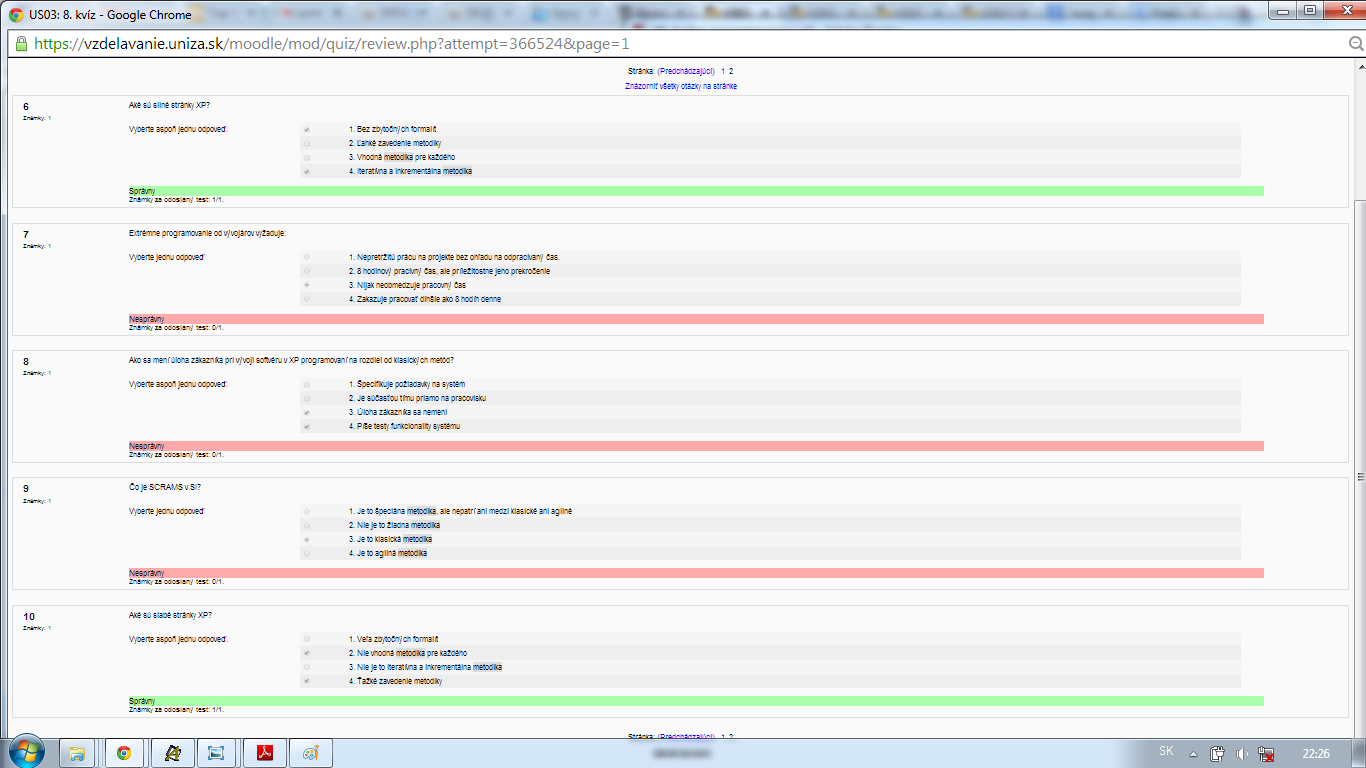 US03: 8. kvíz - Google Chrome
https://vzdelavanie.uniza.sk/moodle/mod/quiz/review.php?attempt=366524&page=1
Stránka: (Predchádzajúci) 1 2
Znázorniť všetky otázky na stránke
6
Známky: 1
Aké sú silné stránky XP?
Vyberte aspoň jednu odpoveď.
1. Bez zbytočných formalít
2. Ľahké zavedenie metodiky
3. Vhodná metodika pre každého
4. Iteratívna a inkrementálna metodika
Správny
Známky za odoslaný test: 1/1.
7
Známky: 1
Extrémne programovanie od vývojárov vyžaduje:
Vyberte jednu odpoveď
1. Nepretržitú prácu na projekte bez ohľadu na odpracívaný čas.
2. 8 hodinový pracivný čas, ale príležitostne jeho prekročenie
3. Nijak neobmedzuje pracovný čas
4. Zakazuje pracovať dlhšie ako 8 hodín denne
Nesprávny
Známky za odoslaný test: 0/1.
8
Známky: 1
Ako sa mení úloha zákazníka pri vývoji softvéru v XP programovaní na rozdiel od klasických metód?
Vyberte aspoň jednu odpoveď.
1. Špecifikuje požiadavky na systém
2. Je súčasťou tímu priamo na pracovisku
3. Úloha zákazníka sa nemení
4. Píše testy funkcionality systému
Nesprávny
Známky za odoslaný test: 0/1.
9
Známky: 1
Čo je SCRAMS v SI?
Vyberte jednu odpoveď
1. Je to špeciána metodika, ale nepatrí ani medzi klasické ani agilné
2. Nie je to žiadna metodika
3. Je to klasická metodika
4. Je to agilná metodika
Nesprávny
Známky za odoslaný test: 0/1.
10
Známky: 1
Aké sú slabé stránky XP?
Vyberte aspoň jednu odpoveď.
1. Veľa zbytočných formalít
2. Nie vhodná metodika pre každého
3. Nie je to iteratívna a inkrementálna metodika
4. Ťažké zavedenie metodiky
Správny
Známky za odoslaný test: 1/1.
Stránka: (Predchádzajúci) 1 2
SK
22:26